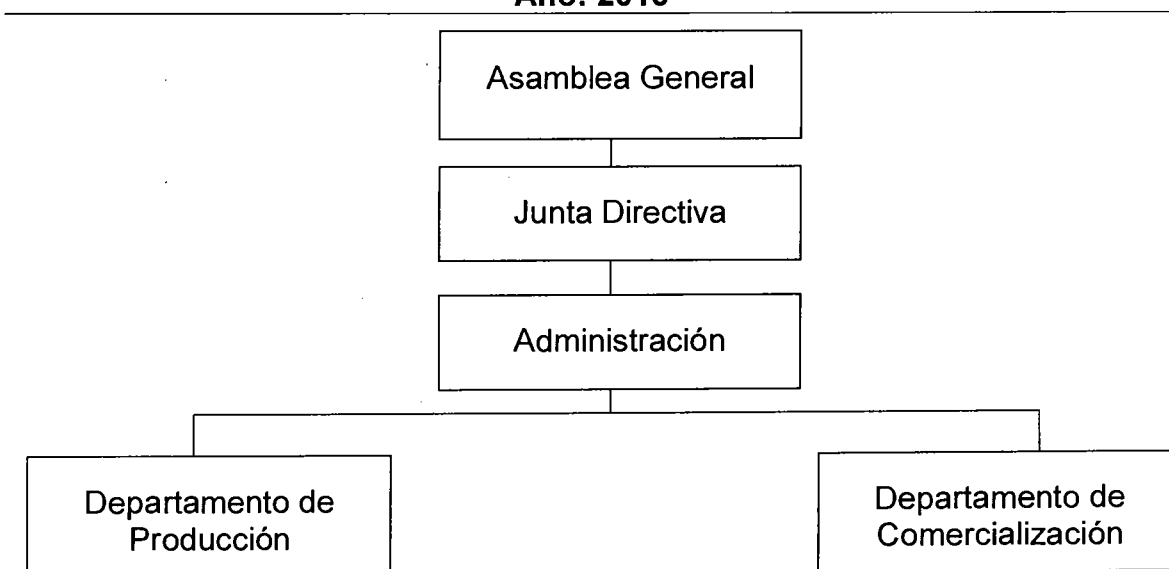 Asamblea General
Junta Directiva
Administración
Departamento de
Producción
Departamento de
Comercialización